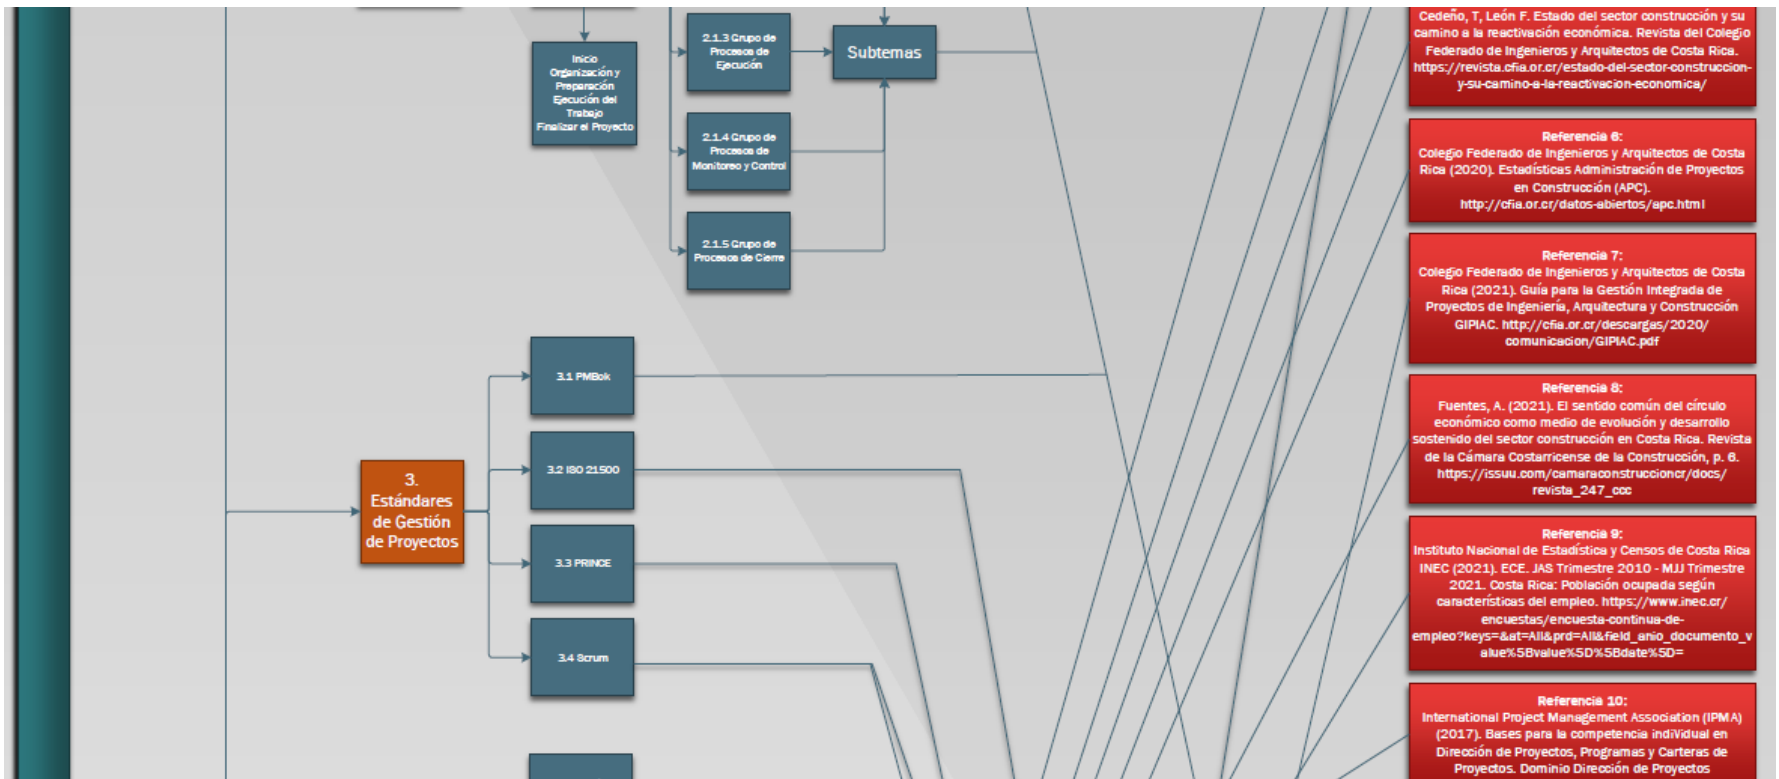 Inicio
Organización y
Preparación
Ejecución del
Trabajo
Finalizar el Proyecto
2.1.3 Grupo de
Procesos de
Ejecución
Subtemas
2.1.4 Grupo de
Procesos de
Monitoreo y Control
2.1.5 Grupo de
Procesos de Cierre
3.
Estándares
de Gestión
de Proyectos
3.1 PMBok
3.2 ISO 21500
3.3 PRINCE
3.4 Scrum
Cedeño, T, León F. Estado del sector construcción y su
camino a la reactivación económica. Revista del Colegio
Federado de Ingenieros y Arquitectos de Costa Rica.
https://revista.cfia.or.cr/estado-del-sector-construccion-
y-su-camino-a-la-reactivacion-economica/
Referencia 6:
Colegio Federado de Ingenieros y Arquitectos de Costa
Rica (2020). Estadísticas Administración de Proyectos
en Construcción (APC).
http://cfia.or.cr/datos-abiertos/apc.html
Referencia 7:
Colegio Federado de Ingenieros y Arquitectos de Costa
Rica (2021). Guía para la Gestión Integrada de
Proyectos de Ingeniería, Arquitectura y Construcción
GIPIAC. http://cfia.or.cr/descargas/2020/
comunicacion/GIPIAC.pdf
Referencia 8:
Fuentes, A. (2021). El sentido común del círculo
económico como medio de evolución y desarrollo
sostenido del sector construcción en Costa Rica. Revista
de la Cámara Costarricense de la Construcción, p. 6.
https://issuu.com/camaraconstruccioncr/docs/
revista_247_ccc
Referencia 9:
Instituto Nacional de Estadística y Censos de Costa Rica
INEC (2021). ECE. JAS Trimestre 2010 - MJJ Trimestre
2021. Costa Rica: Población ocupada según
características del empleo. https://www.inec.cr/
encuestas/encuesta-continua-de-
empleo?keys=&at=All&prd=All&field_anio_documento_v
alue%5Bvalue%5D%5Bdate%5D=
Referencia 10:
International Project Management Association (IPMA)
(2017). Bases para la competencia indiVidual en
Dirección de Proyectos, Programas y Carteras de
Proyectos. Dominio Dirección de Proyectos